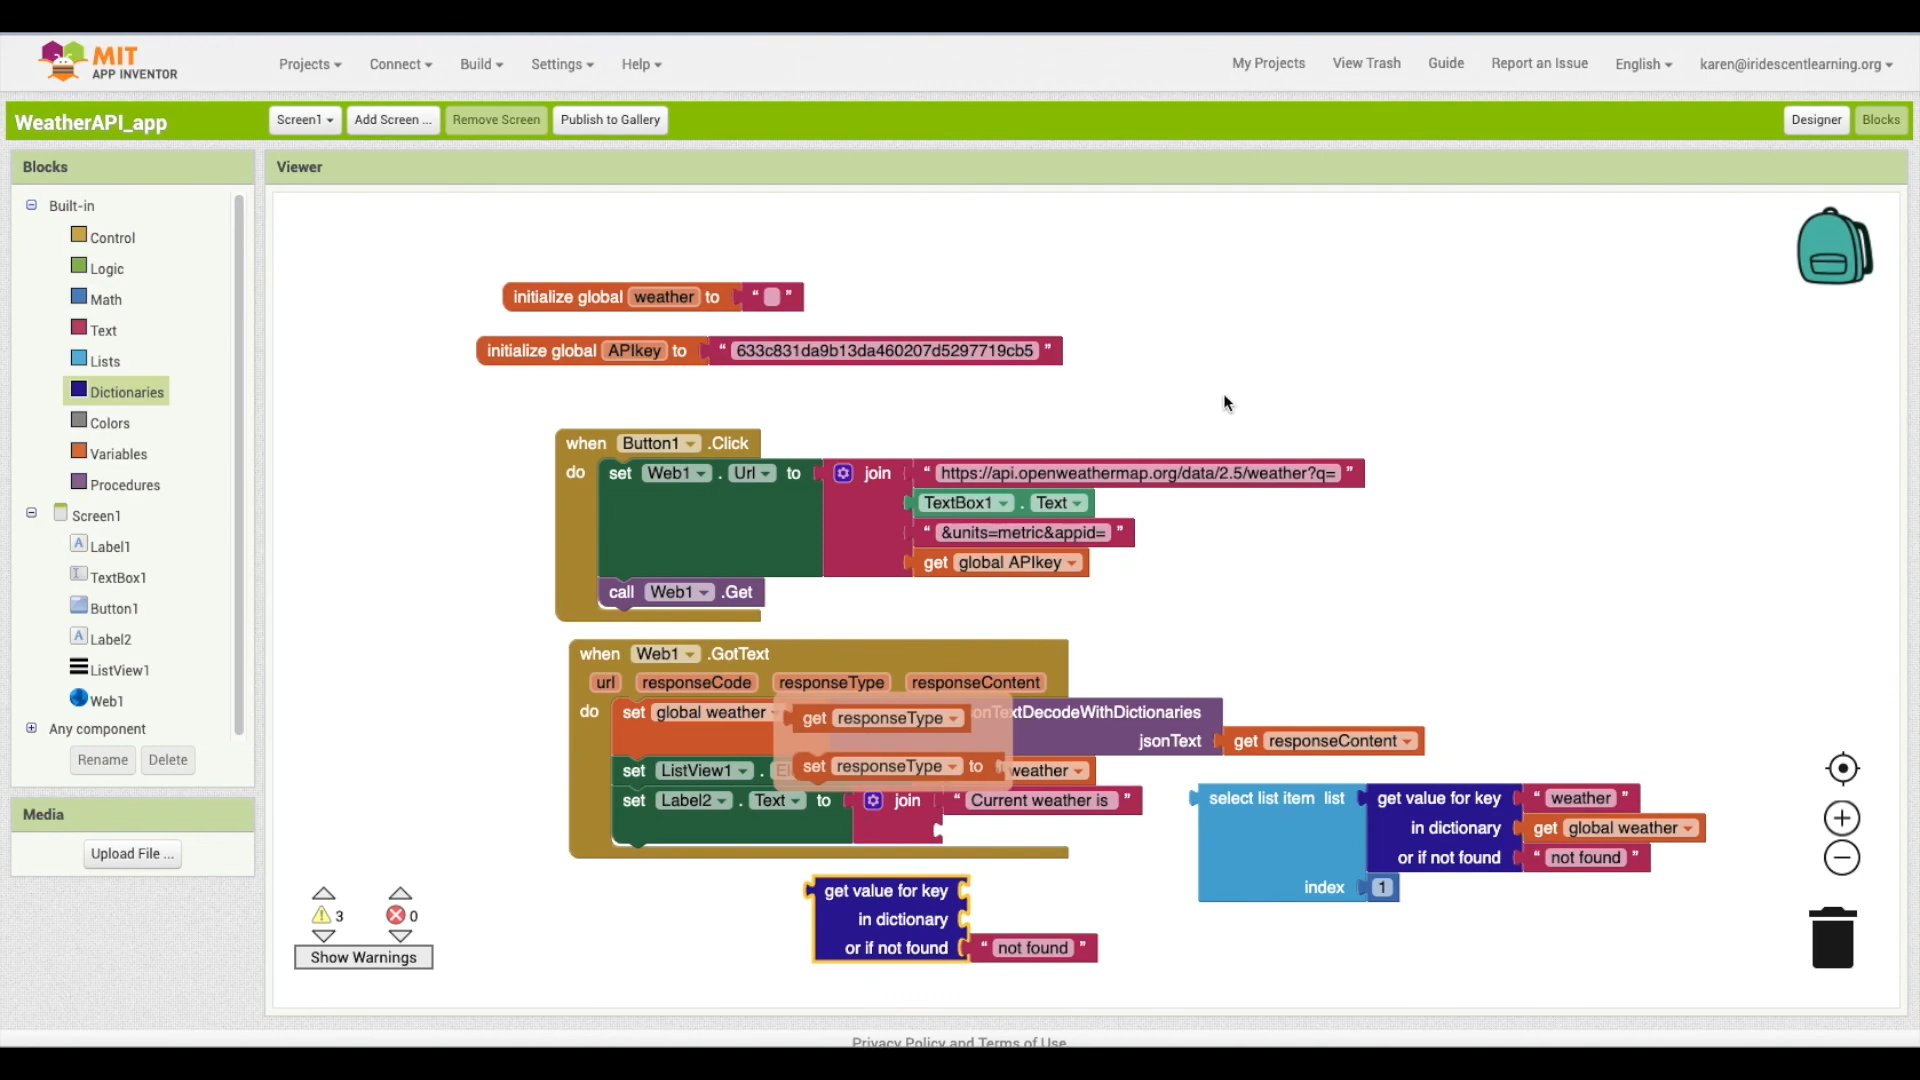 MIT
APP INVENTOR
Projects
Connect
Build
Settings
Help
My Projects
View Trash
Guide
Report an Issue
English
karen@iridescentlearning.org
WeatherAPI_app
Screen1
Add Screen ...
Remove Screen
Publish to Gallery
Designer
Blocks
Blocks
Viewer
Built-in
Control
Logic
Math
Text
Lists
Dictionaries
Colors
Variables
Procedures
Screen1
Label1
TextBox1
Button1
Label2
ListView1
Web1
Any component
Rename
Delete
Media
Upload File ...
initialize global weather to " "
initialize global APIkey to " 633c831da9b13da460207d5297719cb5 "
when Button1 .Click
do set Web1 . Url to join " https://api.openweathermap.org/data/2.5/weather?q= "
TextBox1 . Text
" &units=metric&appid= "
get global APIkey
call Web1 .Get
when Web1 .GotText
url responseCode responseType responseContent
do set global weather
get responseType
TextDecodeWithDictionaries
jsonText get responseContent
set ListView1 .
set responseType to
weather
set Label2 . Text to join " Current weather is "
select list item list get value for key " weather "
in dictionary get global weather
or if not found " not found "
index 1
get value for key
in dictionary
or if not found " not found "
3
0
Show Warnings
Privacy Policy and Terms of Use